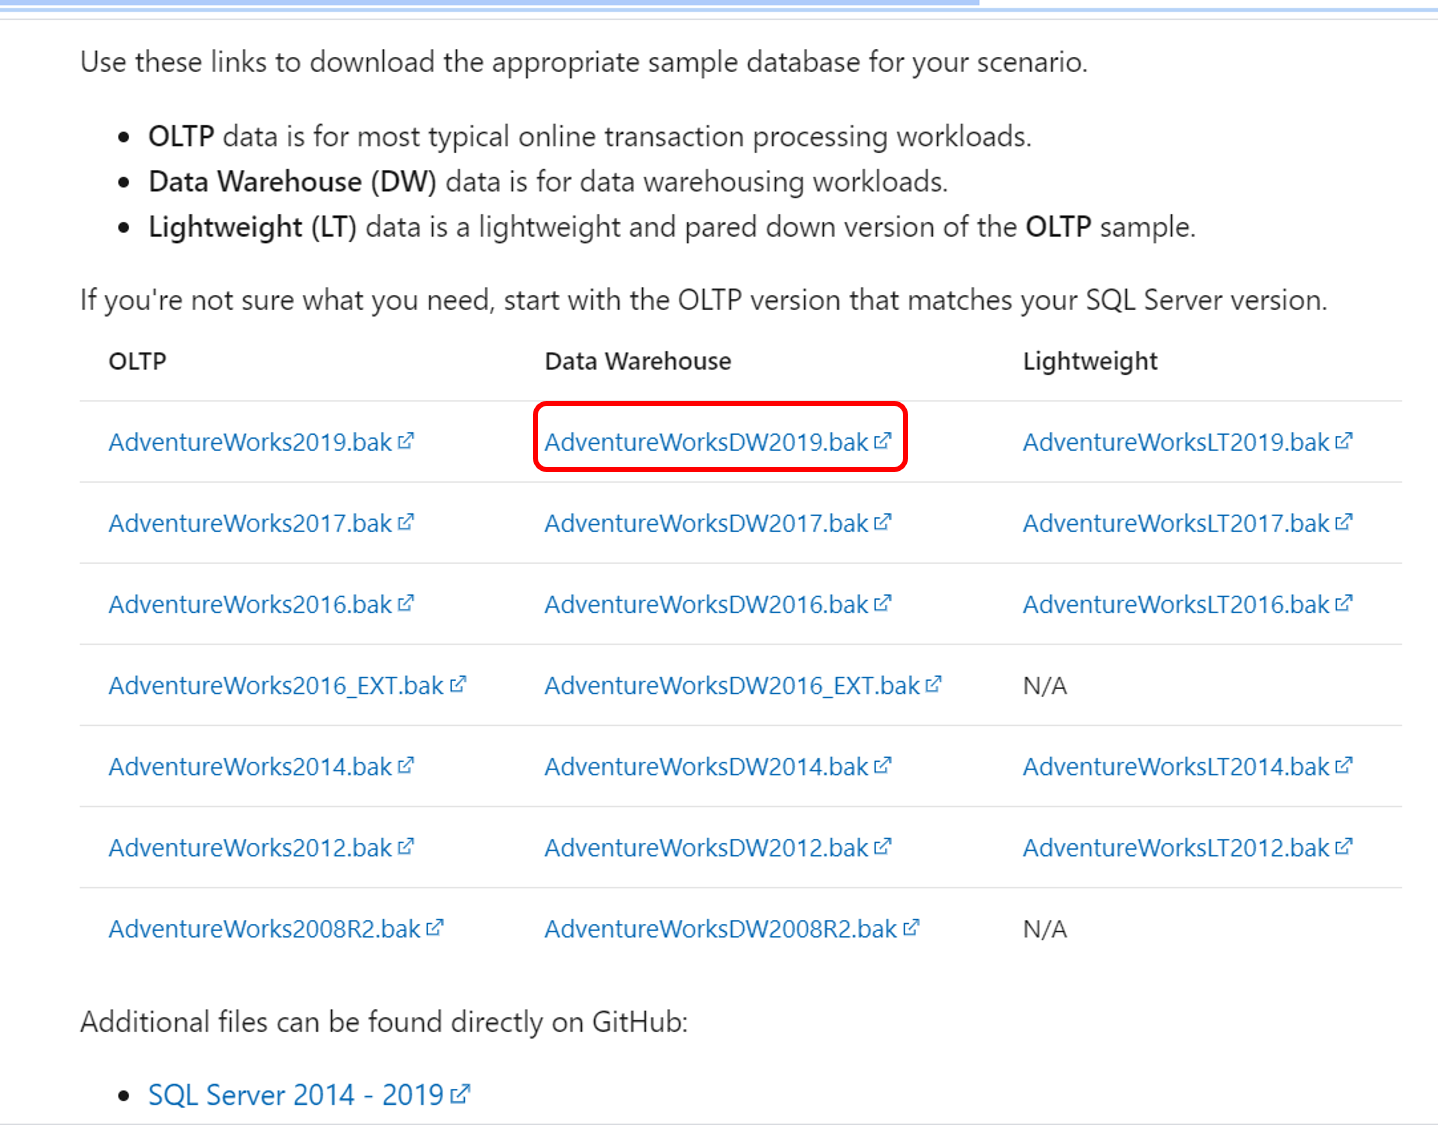 Use these links to download the appropriate sample database for your scenario.
• OLTP data is for most typical online transaction processing workloads.
• Data Warehouse (DW) data is for data warehousing workloads.
• Lightweight (LT) data is a lightweight and pared down version of the OLTP sample.
If you're not sure what you need, start with the OLTP version that matches your SQL Server version.
OLTP Data Warehouse Lightweight
AdventureWorks2019.bak AdventureWorksDW2019.bak AdventureWorksLT2019.bak
AdventureWorks2017.bak AdventureWorksDW2017.bak AdventureWorksLT2017.bak
AdventureWorks2016.bak AdventureWorksDW2016.bak AdventureWorksLT2016.bak
AdventureWorks2016_EXT.bak AdventureWorksDW2016_EXT.bak N/A
AdventureWorks2014.bak AdventureWorksDW2014.bak AdventureWorksLT2014.bak
AdventureWorks2012.bak AdventureWorksDW2012.bak AdventureWorksLT2012.bak
AdventureWorks2008R2.bak AdventureWorksDW2008R2.bak N/A
Additional files can be found directly on GitHub:
• SQL Server 2014 - 2019